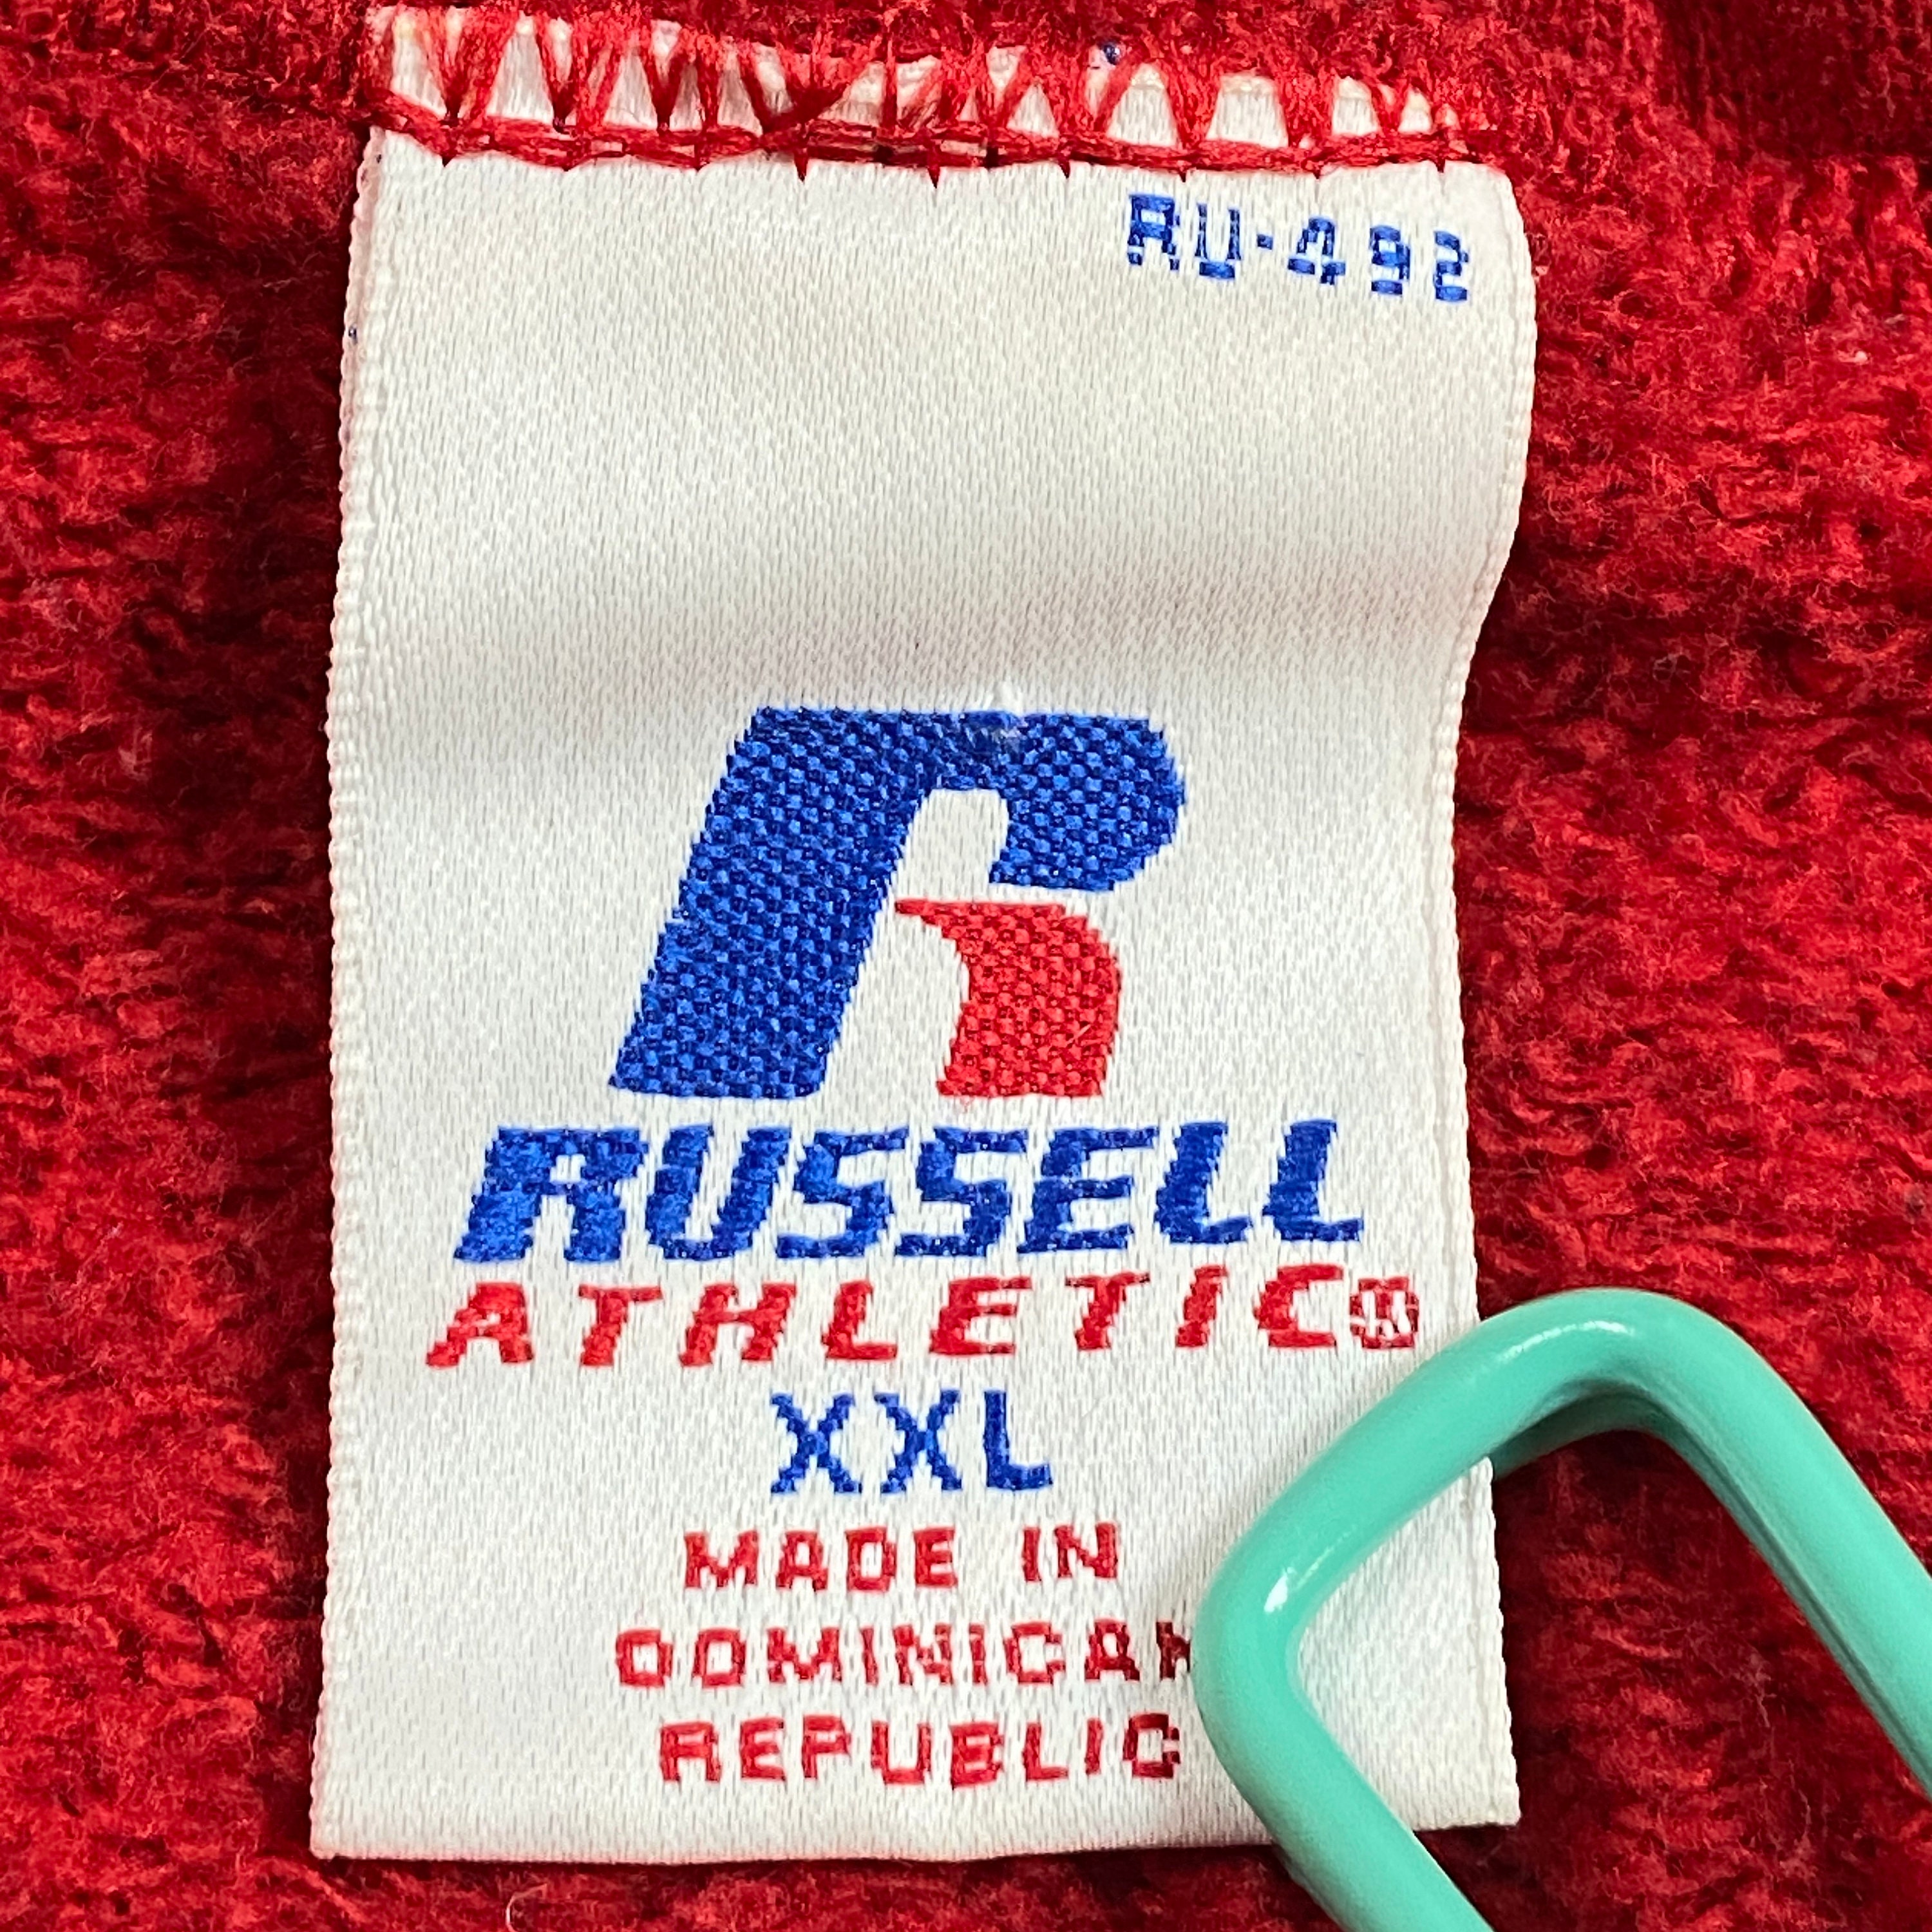 RU-492
RUSSELL
ATHLETIC®
XXL
MADE IN
DOMINICAN
REPUBLIC